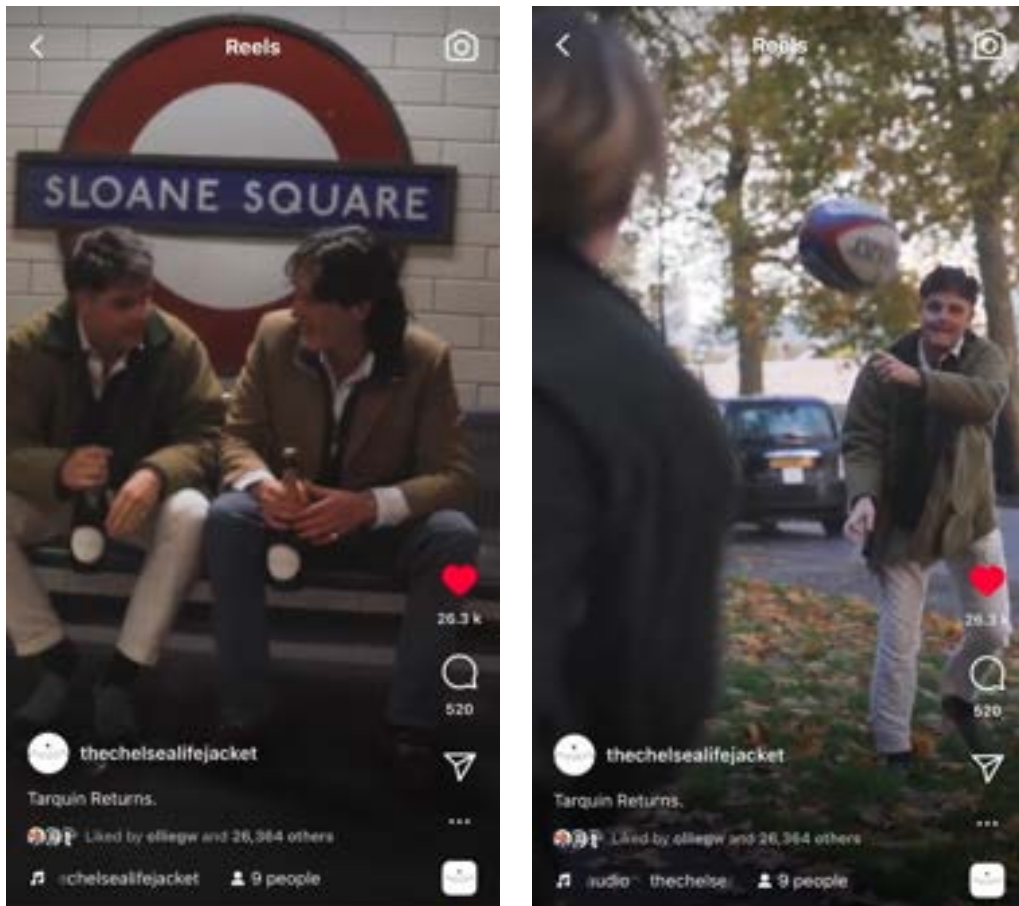 Reels
SLOANE SQUARE
26.3 k
520
thechelsealifejacket
Tarquin Returns.
Liked by olliegw and 26,364 others
chelsealifejacket 9 people
Reels
26.3 k
520
thechelsealifejacket
Tarquin Returns.
Liked by olliegw and 26,364 others
audio thechelse 9 people